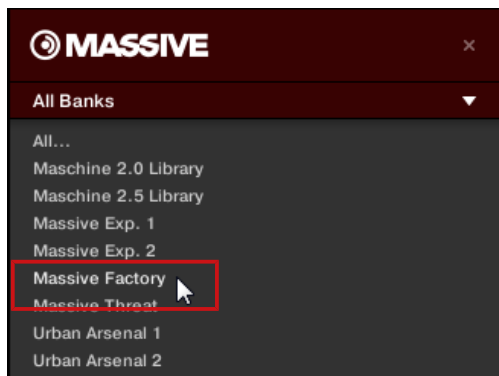 MASSIVE
All Banks
All...
Maschine 2.0 Library
Maschine 2.5 Library
Massive Exp. 1
Massive Exp. 2
Massive Factory
Massive Threat
Urban Arsenal 1
Urban Arsenal 2